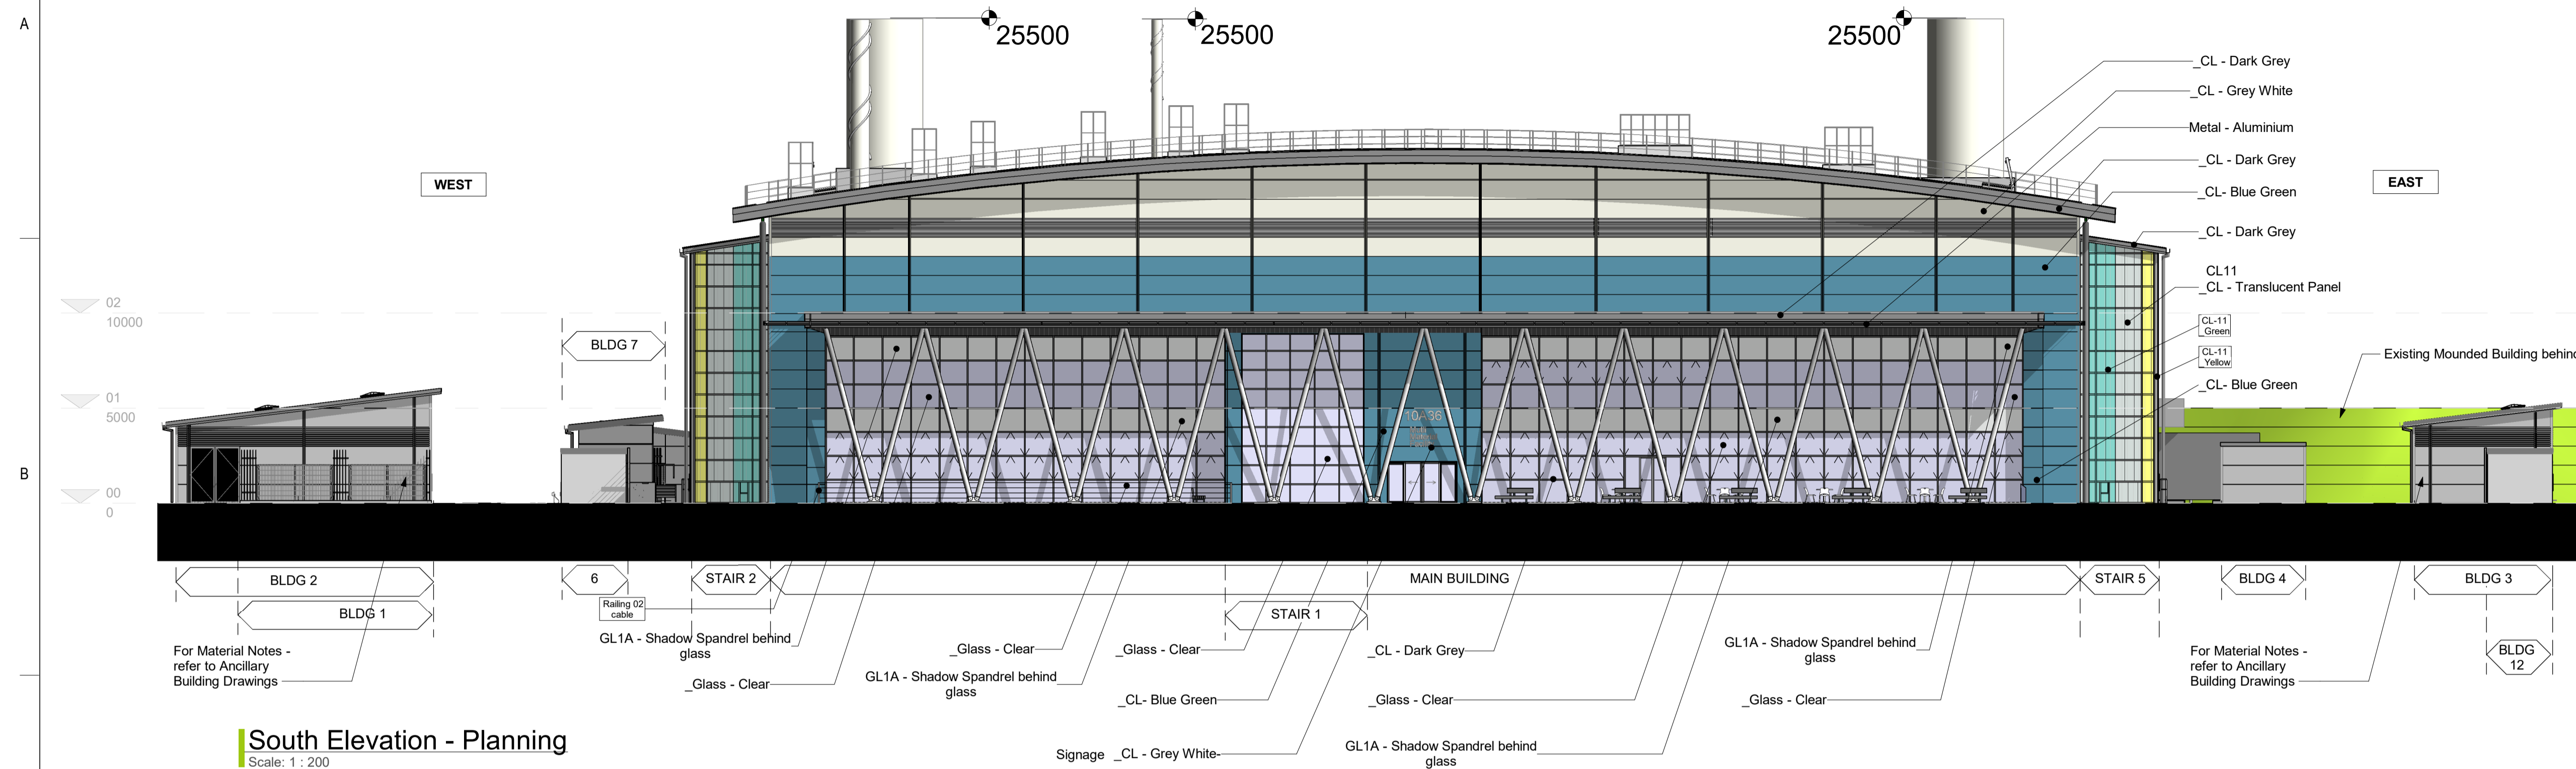 A
25500
25500
25500
_CL - Dark Grey
_CL - Grey White
Metal - Aluminium
_CL - Dark Grey
_CL- Blue Green
_CL - Dark Grey
WEST
EAST
CL11
_CL - Translucent Panel
CL-11
_Green
CL-11
_Yellow
_CL- Blue Green
Existing Mounded Building behind
02
10000
01
5000
00
0
BLDG 7
10A36
B
BLDG 2
BLDG 1
6
STAIR 2
MAIN BUILDING
STAIR 1
STAIR 5
BLDG 4
BLDG 3
BLDG
12
Railing 02
cable
For Material Notes -
refer to Ancillary
Building Drawings
GL1A - Shadow Spandrel behind
glass
_Glass - Clear
_Glass - Clear
GL1A - Shadow Spandrel behind
glass
_Glass - Clear
_CL- Blue Green
Signage
_CL - Grey White
_CL - Dark Grey
_Glass - Clear
GL1A - Shadow Spandrel behind
glass
GL1A - Shadow Spandrel behind
glass
_Glass - Clear
For Material Notes -
refer to Ancillary
Building Drawings
South Elevation - Planning
Scale: 1 : 200